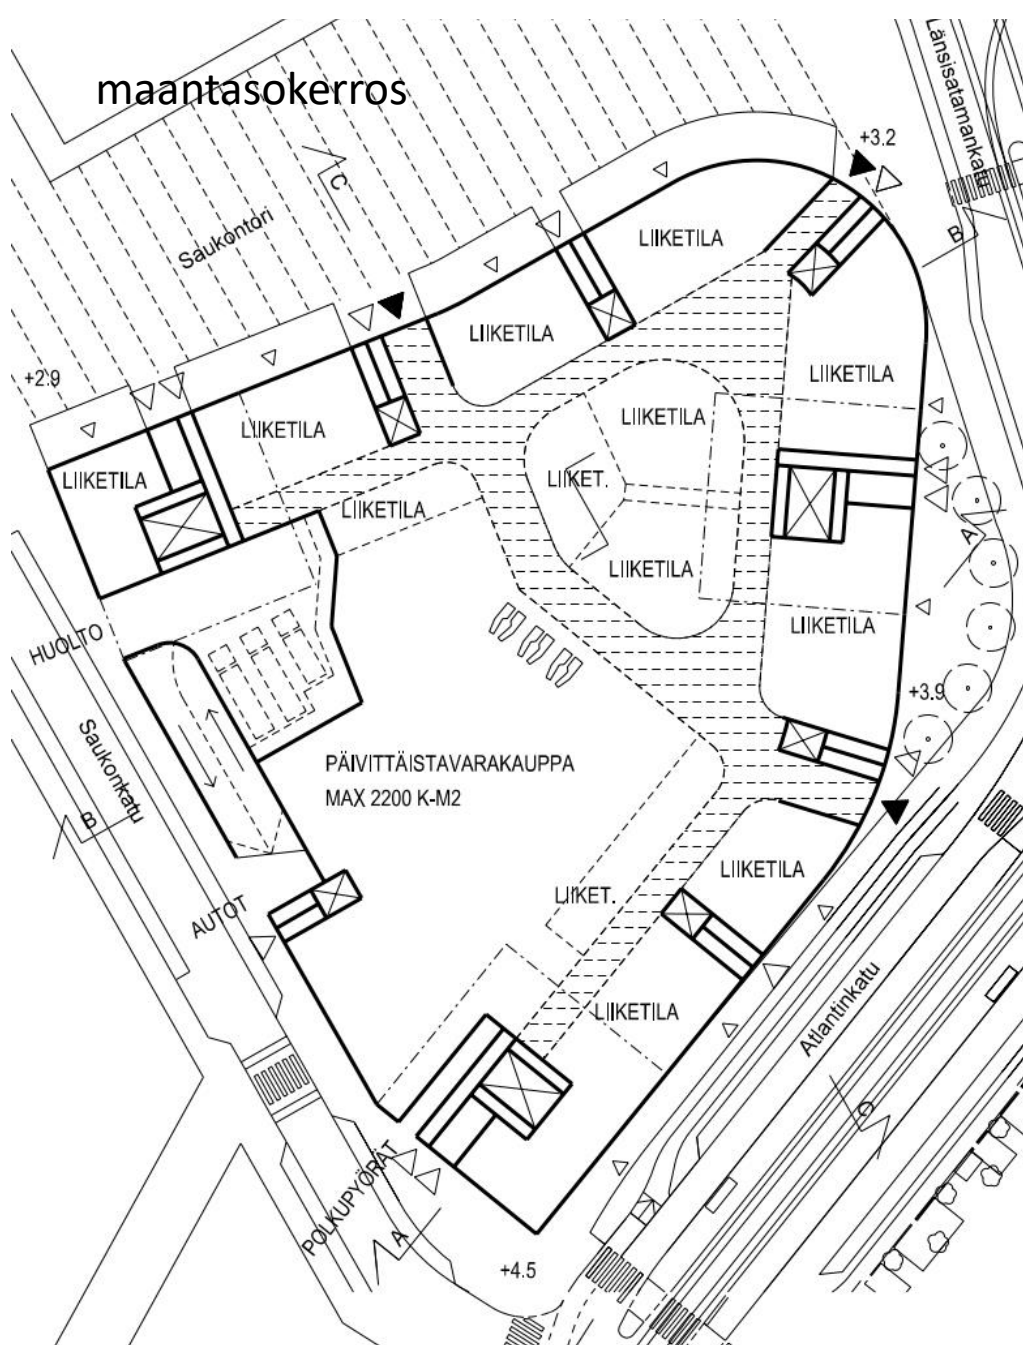 maantasokerros
Länsisatamankatu
+3.2
C
Saukontori
B
LIIKETILA
LIIKETILA
+2.9
LIIKETILA
LIIKETILA
LIIKETILA
LIIKETILA
LIIKET.
LIIKETILA
A
LIIKETILA
LIIKETILA
HUOLTO
+3.9
Saukonkatu
PÄIVITTÄISTAVARAKAUPPA
MAX 2200 K-M2
B
LIIKETILA
LIIKET.
AUTOT
Atlantinkatu
LIIKETILA
C
POLKUPYÖRÄT
A
+4.5